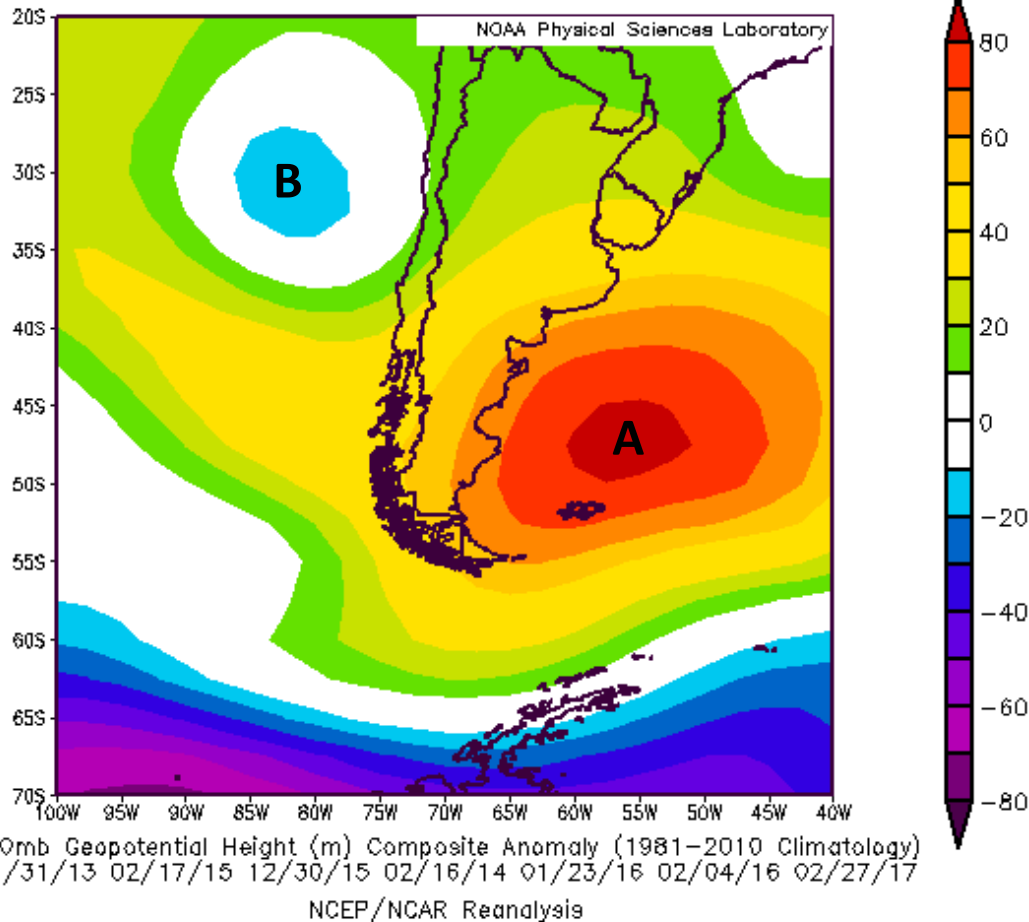 NOAA Physical Sciences Laboratory
20S
25S
30S
35S
40S
45S
50S
55S
60S
65S
70S
B
A
80
60
40
20
0
-20
-40
-60
-80
100W 95W 90W 85W 80W 75W 70W 65W 60W 55W 50W 45W 40W
0mb Geopotential Height (m) Composite Anomaly (1981-2010 Climatology)
/31/13 02/17/15 12/30/15 02/16/14 01/23/16 02/04/16 02/27/17
NCEP/NCAR Reanalysis